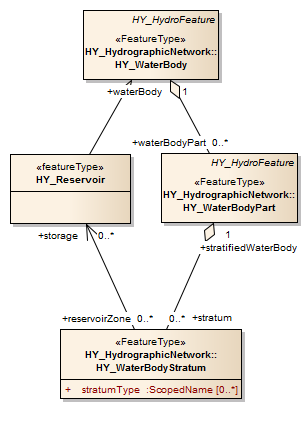 HY_HydroFeature
«FeatureType»
HY_HydrographicNetwork::
HY_WaterBody
+waterBody
1
+waterBodyPart 0..*
«featureType»
HY_Reservoir
HY_HydroFeature
«FeatureType»
HY_HydrographicNetwork::
HY_WaterBodyPart
+storage 0..*
1
+stratifiedWaterBody
+reservoirZone 0..*
0..* +stratum
«FeatureType»
HY_HydrographicNetwork::
HY_WaterBodyStratum
+ stratumType :ScopedName [0..*]